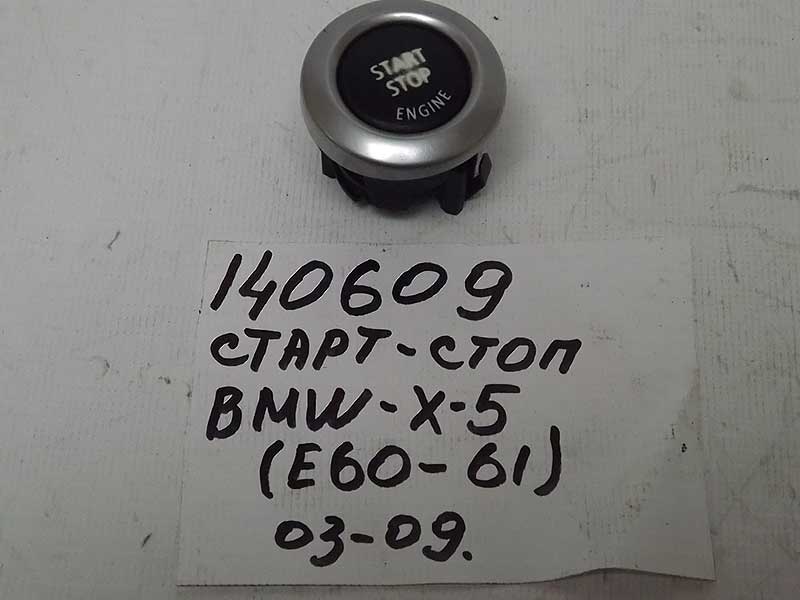 START
STOP
ENGINE
140609
СТАРТ-СТОП
BMW-X-5
(E60-61)
03-09.